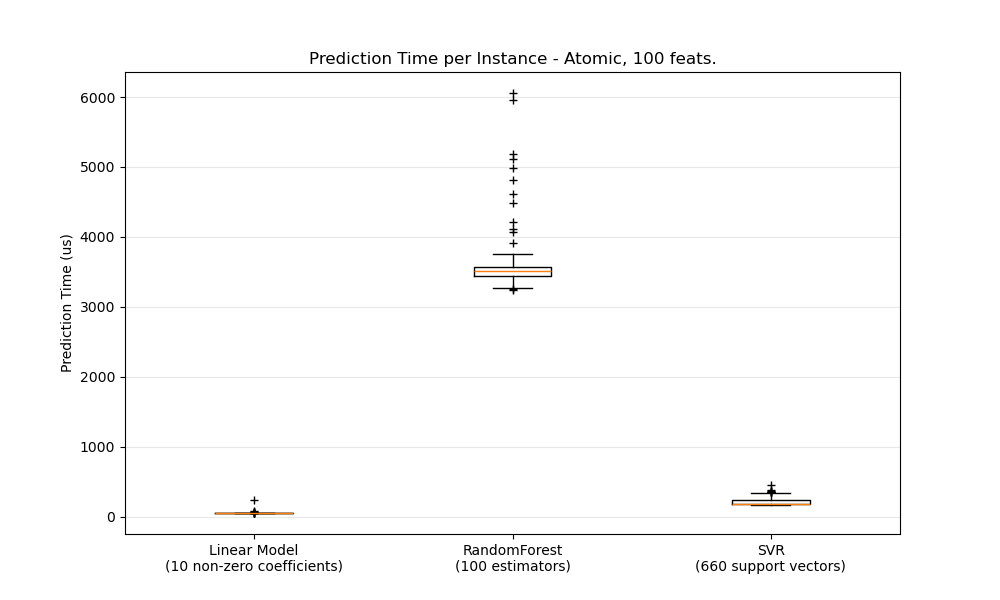 Prediction Time per Instance - Atomic, 100 feats.
Prediction Time (us)
6000
5000
4000
3000
2000
1000
0
Linear Model
(10 non-zero coefficients)
RandomForest
(100 estimators)
SVR
(660 support vectors)